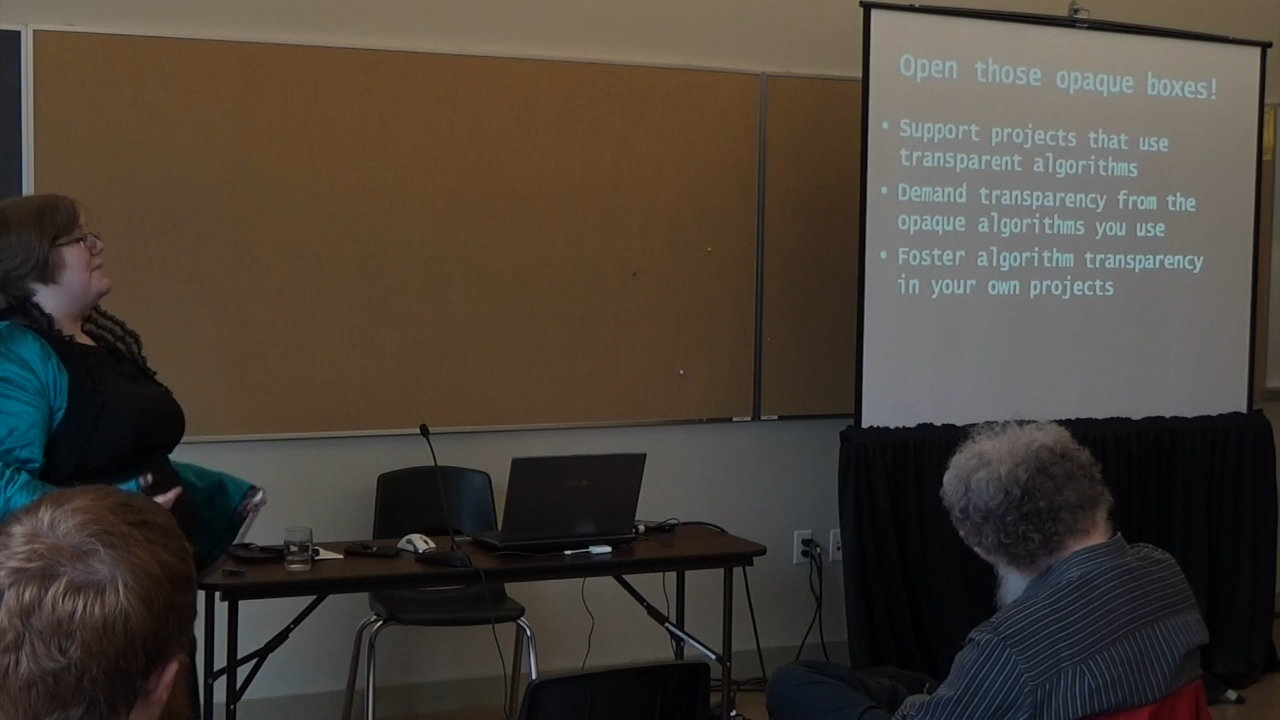 Open those opaque boxes!
• Support projects that use
transparent algorithms
• Demand transparency from the
opaque algorithms you use
• Foster algorithm transparency
in your own projects